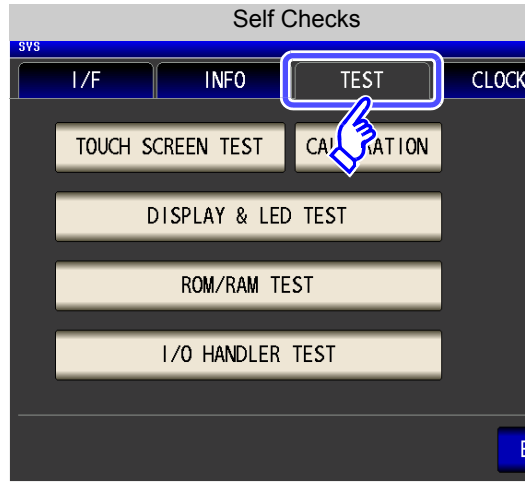 Self Checks
SYS
I/F INFO TEST CLOCK
TOUCH SCREEN TEST
DISPLAY & LED TEST
ROM/RAM TEST
I/O HANDLER TEST